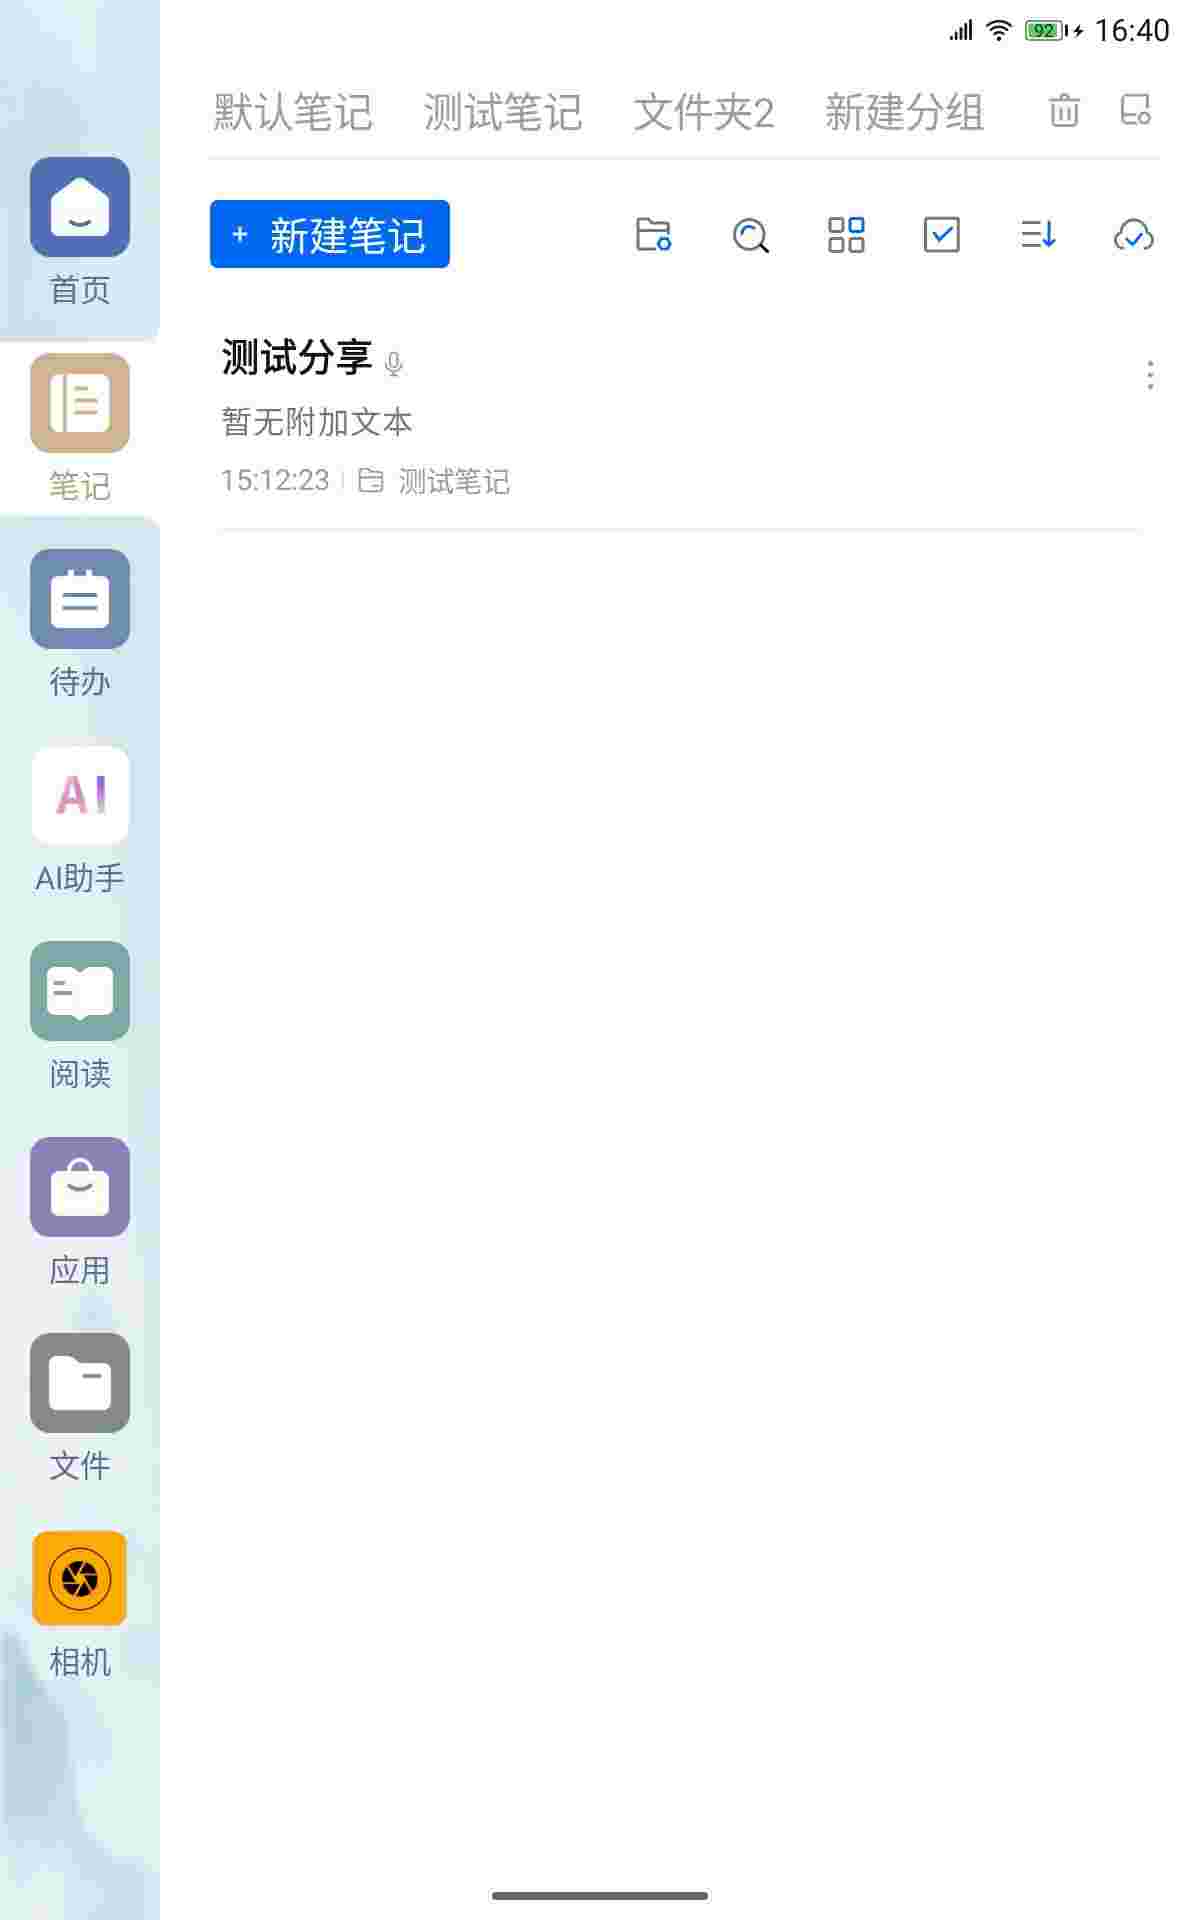 92 16:40
默认笔记 测试笔记 文件夹2 新建分组
+ 新建笔记
测试分享
暂无附加文本
15:12:23 测试笔记
首页
笔记
待办
AI
AI助手
阅读
应用
文件
相机